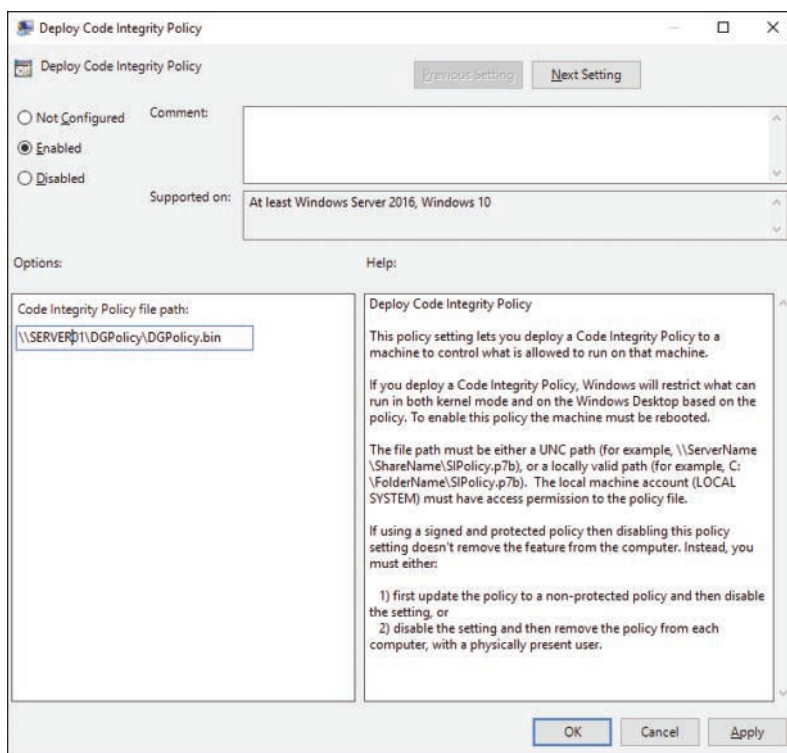 Deploy Code Integrity Policy
Deploy Code Integrity Policy
Previous Setting
Next Setting
Not Configured
Comment:
Enabled
Disabled
Supported on:
At least Windows Server 2016, Windows 10
Options:
Help:
Code Integrity Policy file path:
\\SERVER01\DGPolicy\DGPolicy.bin
Deploy Code Integrity Policy
This policy setting lets you deploy a Code Integrity Policy to a
machine to control what is allowed to run on that machine.
If you deploy a Code Integrity Policy, Windows will restrict what can
run in both kernel mode and on the Windows Desktop based on the
policy. To enable this policy the machine must be rebooted.
The file path must be either a UNC path (for example, \\ServerName
\ShareName\SIPolicy.p7b), or a locally valid path (for example, C:
\FolderName\SIPolicy.p7b).  The local machine account (LOCAL
SYSTEM) must have access permission to the policy file.
If using a signed and protected policy then disabling this policy
setting doesn't remove the feature from the computer. Instead, you
must either:
1) first update the policy to a non-protected policy and then disable
the setting, or
2) disable the setting and then remove the policy from each
computer, with a physically present user.
OK
Cancel
Apply